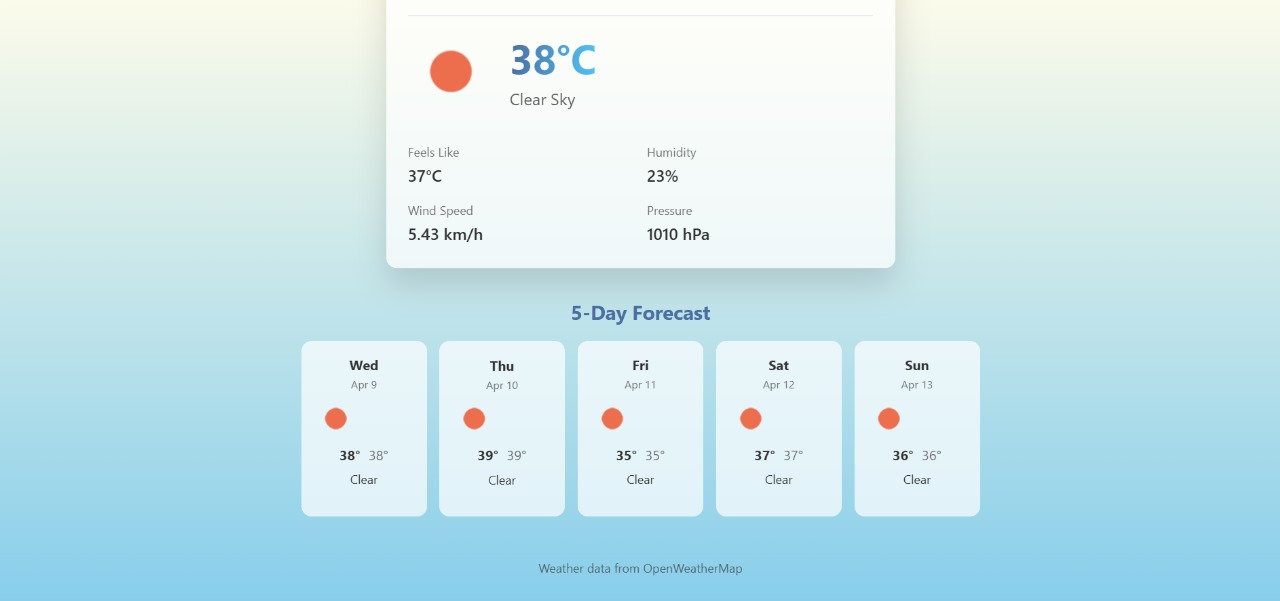 38°C
Clear Sky
Feels Like Humidity
37°C 23%
Wind Speed Pressure
5.43 km/h 1010 hPa
5-Day Forecast
Wed Thu Fri Sat Sun
Apr 9 Apr 10 Apr 11 Apr 12 Apr 13
38° 38° 39° 39° 35° 35° 37° 37° 36° 36°
Clear Clear Clear Clear Clear
Weather data from OpenWeatherMap